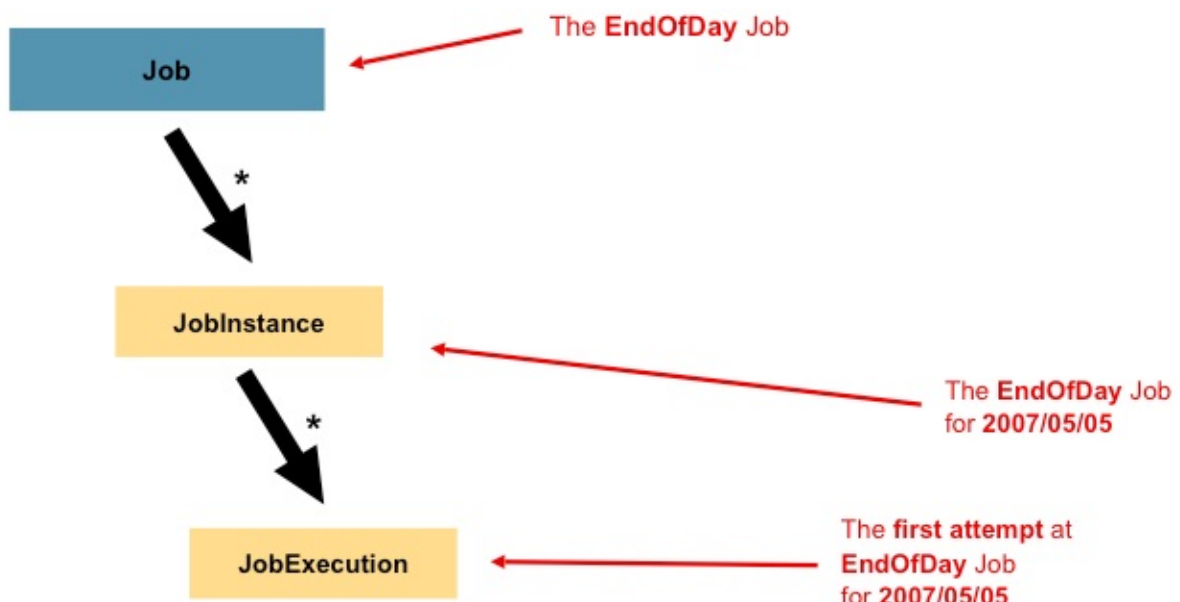 The EndOfDay Job
Job
*
JobInstance
The EndOfDay Job
for 2007/05/05
*
The first attempt at
JobExecution
EndOfDay Job
for 2007/05/05